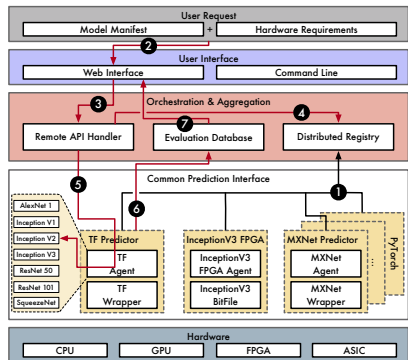 User Request
Model Manifest + Hardware Requirements
2
User Interface
Web Interface
Command Line
Orchestration & Aggregation
3
4
7
Remote API Handler
Evaluation Database
Distributed Registry
5
6
1
Common Prediction Interface
AlexNet 1
Inception V1
Inception V2
Inception V3
ResNet 50
ResNet 101
SqueezeNet
TF Predictor
TF
Agent
TF
Wrapper
InceptionV3 FPGA
InceptionV3
FPGA Agent
InceptionV3
BitFile
MXNet Predictor
MXNet
Agent
MXNet
Wrapper
...
PyTorch
Hardware
CPU
GPU
FPGA
ASIC